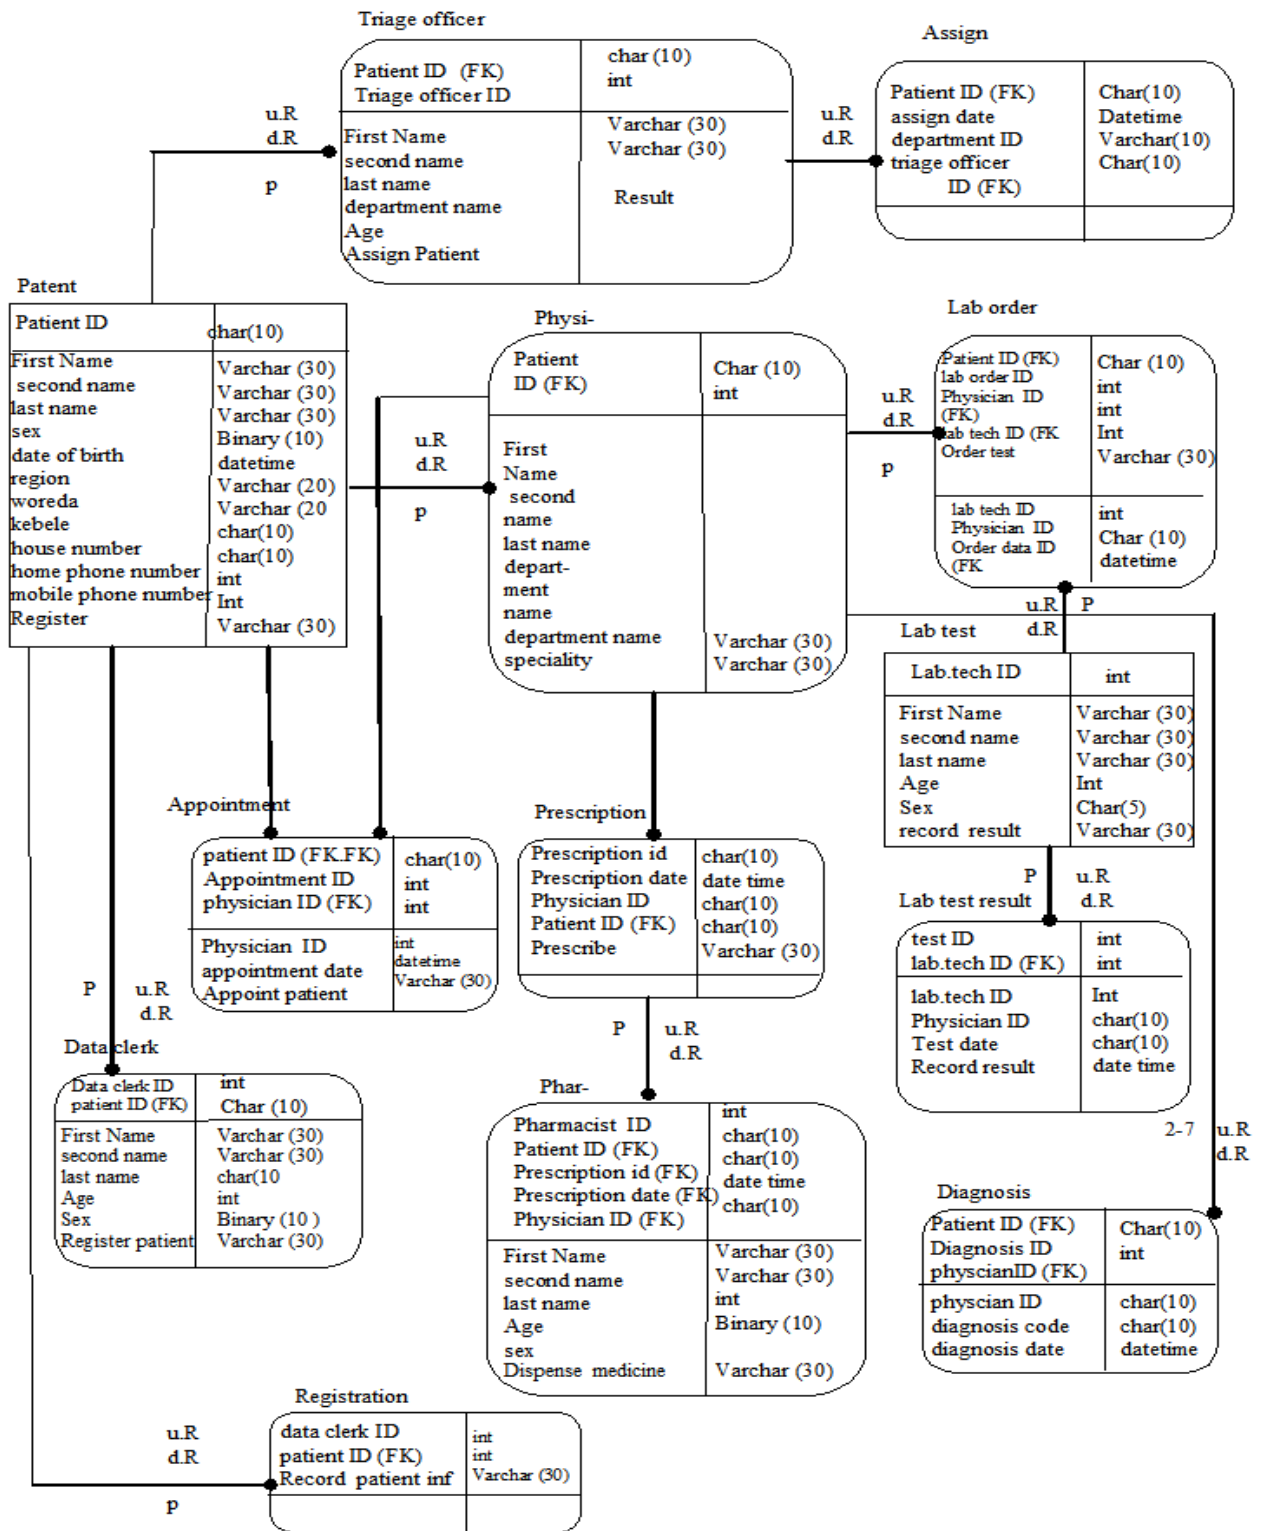 Triage officer
Patient ID  (FK)
Triage officer ID
char (10)
int
First Name
second name
last name
department name
Age
Assign Patient
Varchar (30)
Varchar (30)
Result
Assign
Patient ID (FK)
assign date
department ID
triage officer
ID (FK)
Char(10)
Datetime
Varchar(10)
Char(10)
u.R
d.R
p
u.R
d.R
Patent
Patient ID
char(10)
First Name
second name
last name
sex
date of birth
region
woreda
kebele
house number
home phone number
mobile phone number
Register
Varchar (30)
Varchar (30)
Varchar (30)
Binary (10)
datetime
Varchar (20)
Varchar (20
char(10)
char(10)
int
Int
Varchar (30)
u.R
d.R
p
Physi-
Patient
ID (FK)
Char (10)
int
First
Name
second
name
last name
depart-
ment
name
department name
speciality
Varchar (30)
Varchar (30)
u.R
d.R
p
Lab order
Patient ID (FK)
lab order ID
Physician  ID
(FK)
lab tech ID (FK
Order test
Char (10)
int
int
Int
Varchar (30)
lab tech ID
Physician  ID
Order data ID
(FK
int
Char (10)
datetime
u.R
d.R
P
Lab test
Lab.tech ID
int
First Name
second name
last name
Age
Sex
record  result
Varchar (30)
Varchar (30)
Varchar (30)
Int
Char(5)
Varchar (30)
P
u.R
d.R
Lab test result
test ID
lab.tech ID (FK)
int
int
lab.tech ID
Physician ID
Test date
Record result
Int
char(10)
char(10)
date time
Appointment
patient ID (FK.FK)
Appointment ID
physician ID (FK)
char(10)
int
int
Physician  ID
appointment date
Appoint patient
int
datetime
Varchar (30)
Prescription
Prescription id
Prescription date
Physician ID
Patient ID (FK)
Prescribe
char(10)
date time
char(10)
char(10)
Varchar (30)
P
u.R
d.R
Data clerk
Data clerk ID
patient ID (FK)
int
Char (10)
First Name
second name
last name
Age
Sex
Register patient
Varchar (30)
Varchar (30)
char(10
int
Binary (10 )
Varchar (30)
P
u.R
d.R
Phar-
Pharmacist  ID
Patient ID (FK)
Prescription id (FK)
Prescription date (FK)
Physician ID (FK)
int
char(10)
char(10)
date time
char(10)
First Name
second name
last name
Age
sex
Dispense  medicine
Varchar (30)
Varchar (30)
int
Binary (10)
Varchar (30)
2-7
u.R
d.R
Diagnosis
Patient ID (FK)
Diagnosis ID
physcianID (FK)
Char(10)
int
physcian ID
diagnosis code
diagnosis date
char(10)
char(10)
datetime
u.R
d.R
p
Registration
data clerk ID
patient ID (FK)
Record  patient inf
int
int
Varchar (30)